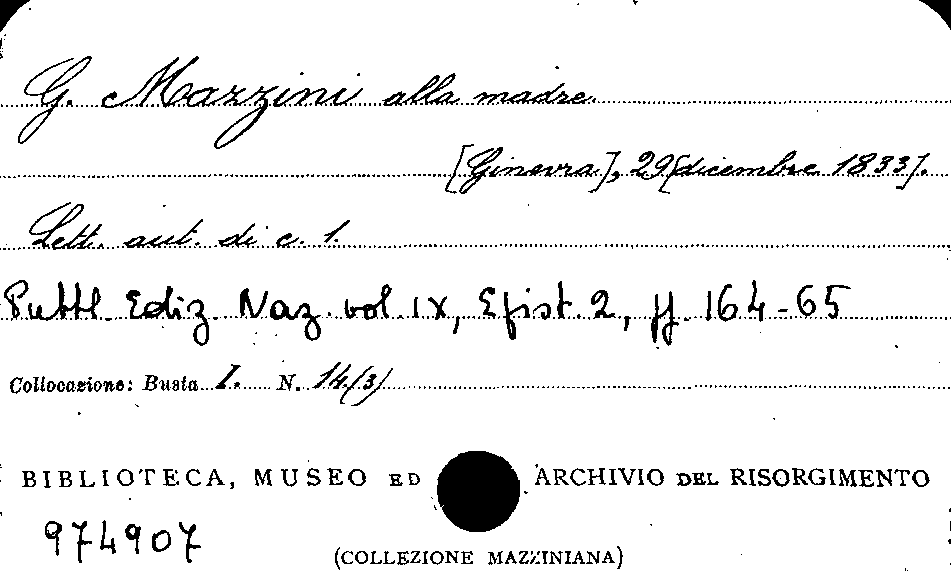 G. Mazzini alla madre.
[Ginevra], 29 [dicembre 1833].
Lett. aut. di c. 1.
Pubbl. Ediz. Naz. vol. IX, Epist. 2, pp. 164-65
Collocazione: Busta I. N. 14(3)
BIBLIOTECA, MUSEO ED ARCHIVIO DEL RISORGIMENTO
974907
(COLLEZIONE MAZZINIANA)